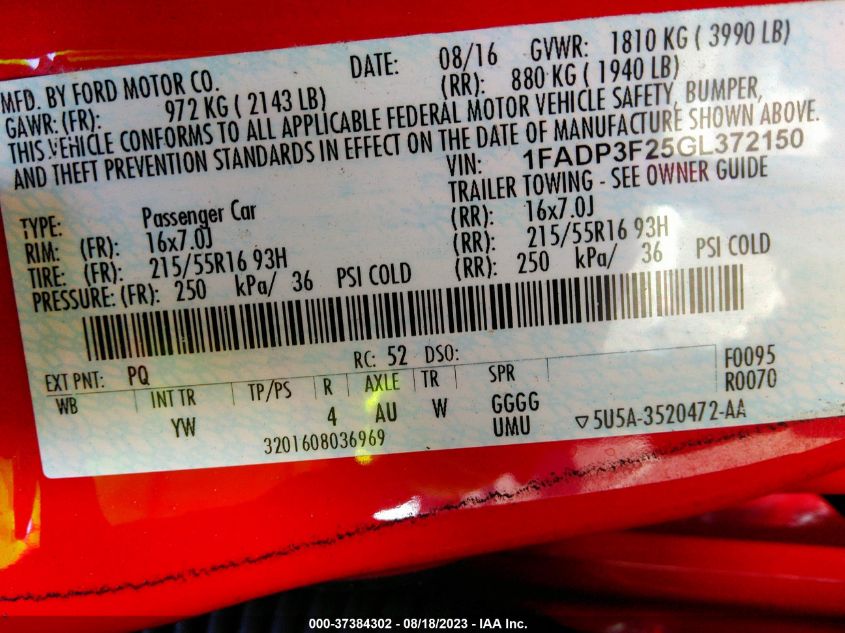 MFD. BY FORD MOTOR CO. DATE: 08/16 GVWR: 1810 KG ( 3990 LB)
GAWR: (FR): 972 KG ( 2143 LB) (RR): 880 KG ( 1940 LB)
THIS VEHICLE CONFORMS TO ALL APPLICABLE FEDERAL MOTOR VEHICLE SAFETY, BUMPER,
AND THEFT PREVENTION STANDARDS IN EFFECT ON THE DATE OF MANUFACTURE SHOWN ABOVE.
VIN: 1FADP3F25GL372150
TRAILER TOWING - SEE OWNER GUIDE
TYPE: Passenger Car
RIM: (FR): 16x7.0J (RR): 16x7.0J
TIRE: (FR): 215/55R16 93H (RR): 215/55R16 93H
PRESSURE: (FR): 250 kPa/ 36 PSI COLD (RR): 250 kPa/ 36 PSI COLD
EXT PNT: PQ RC: 52 DSO: F0095
WB INT TR TP/PS R AXLE TR SPR R0070
YW 4 AU W GGGG
3201608036969 UMU ▽5U5A-3520472-AA
000-37384302 - 08/18/2023 - IAA Inc.